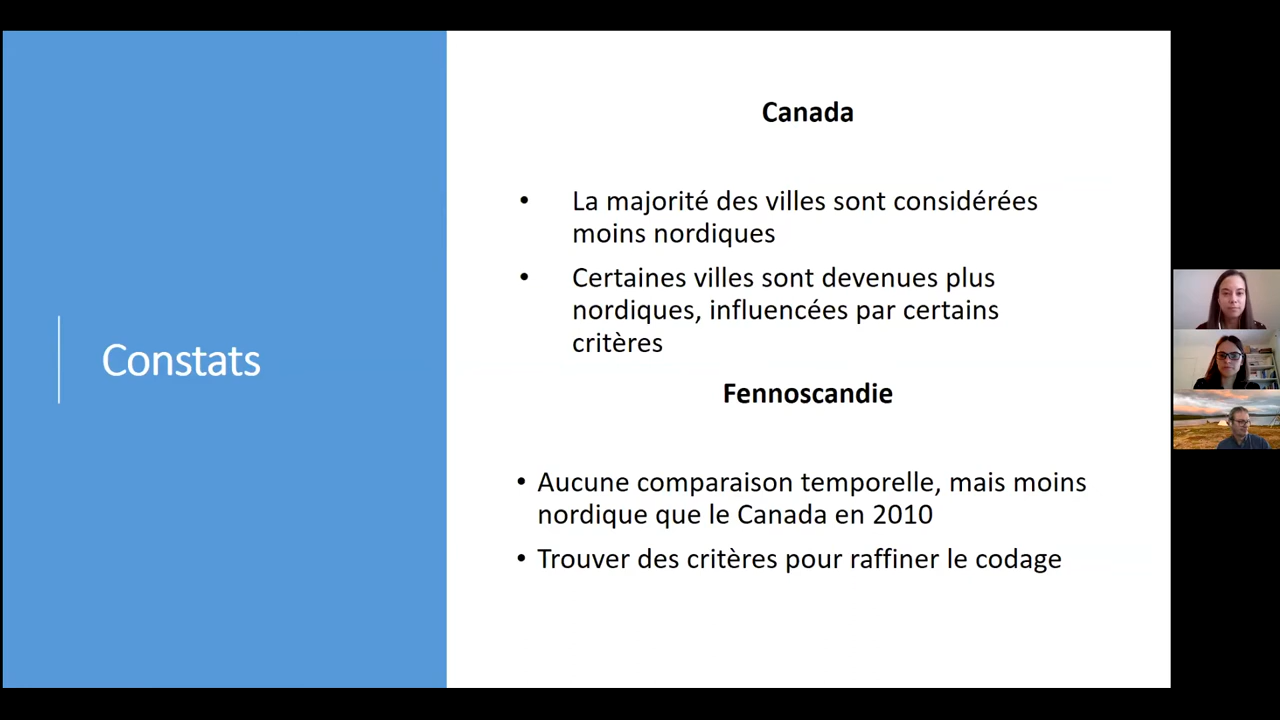 Constats
Canada
• La majorité des villes sont considérées
moins nordiques
• Certaines villes sont devenues plus
nordiques, influencées par certains
critères
Fennoscandie
• Aucune comparaison temporelle, mais moins
nordique que le Canada en 2010
• Trouver des critères pour raffiner le codage